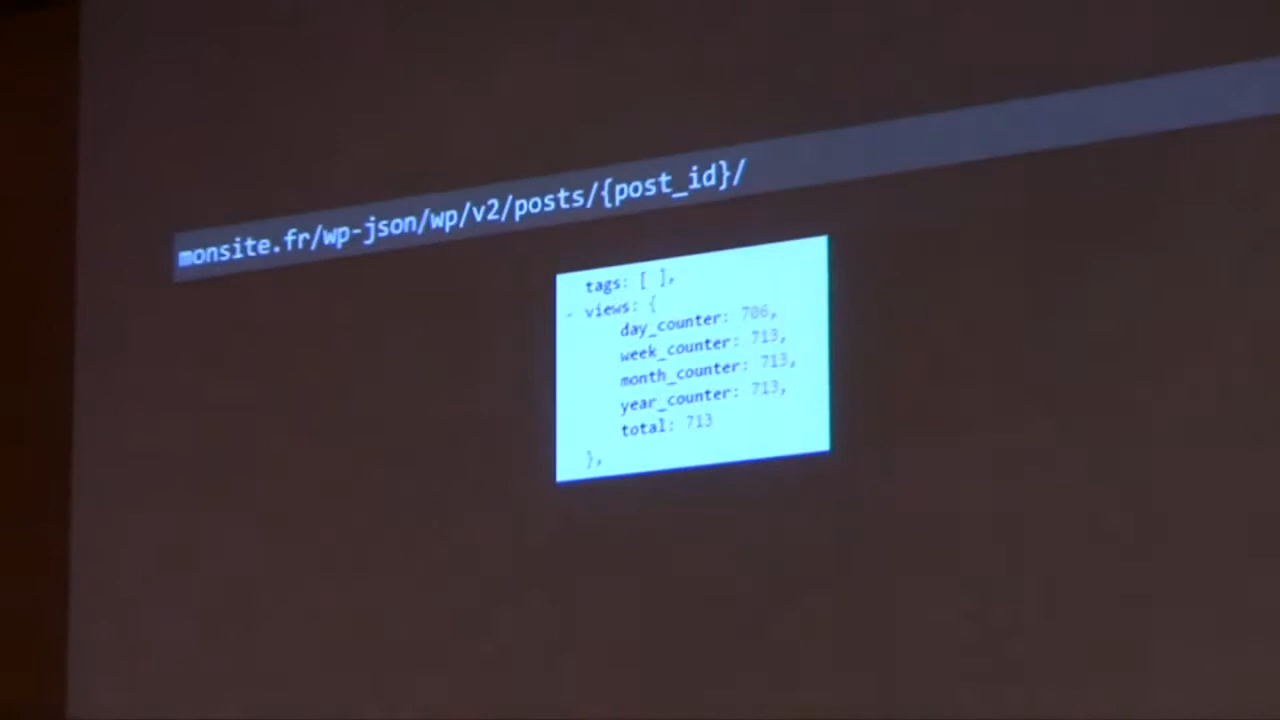 monsite.fr/wp-json/wp/v2/posts/{post_id}/
tags: [ ],
- views: {
day_counter: 706,
week_counter: 713,
month_counter: 713,
year_counter: 713,
total: 713
},